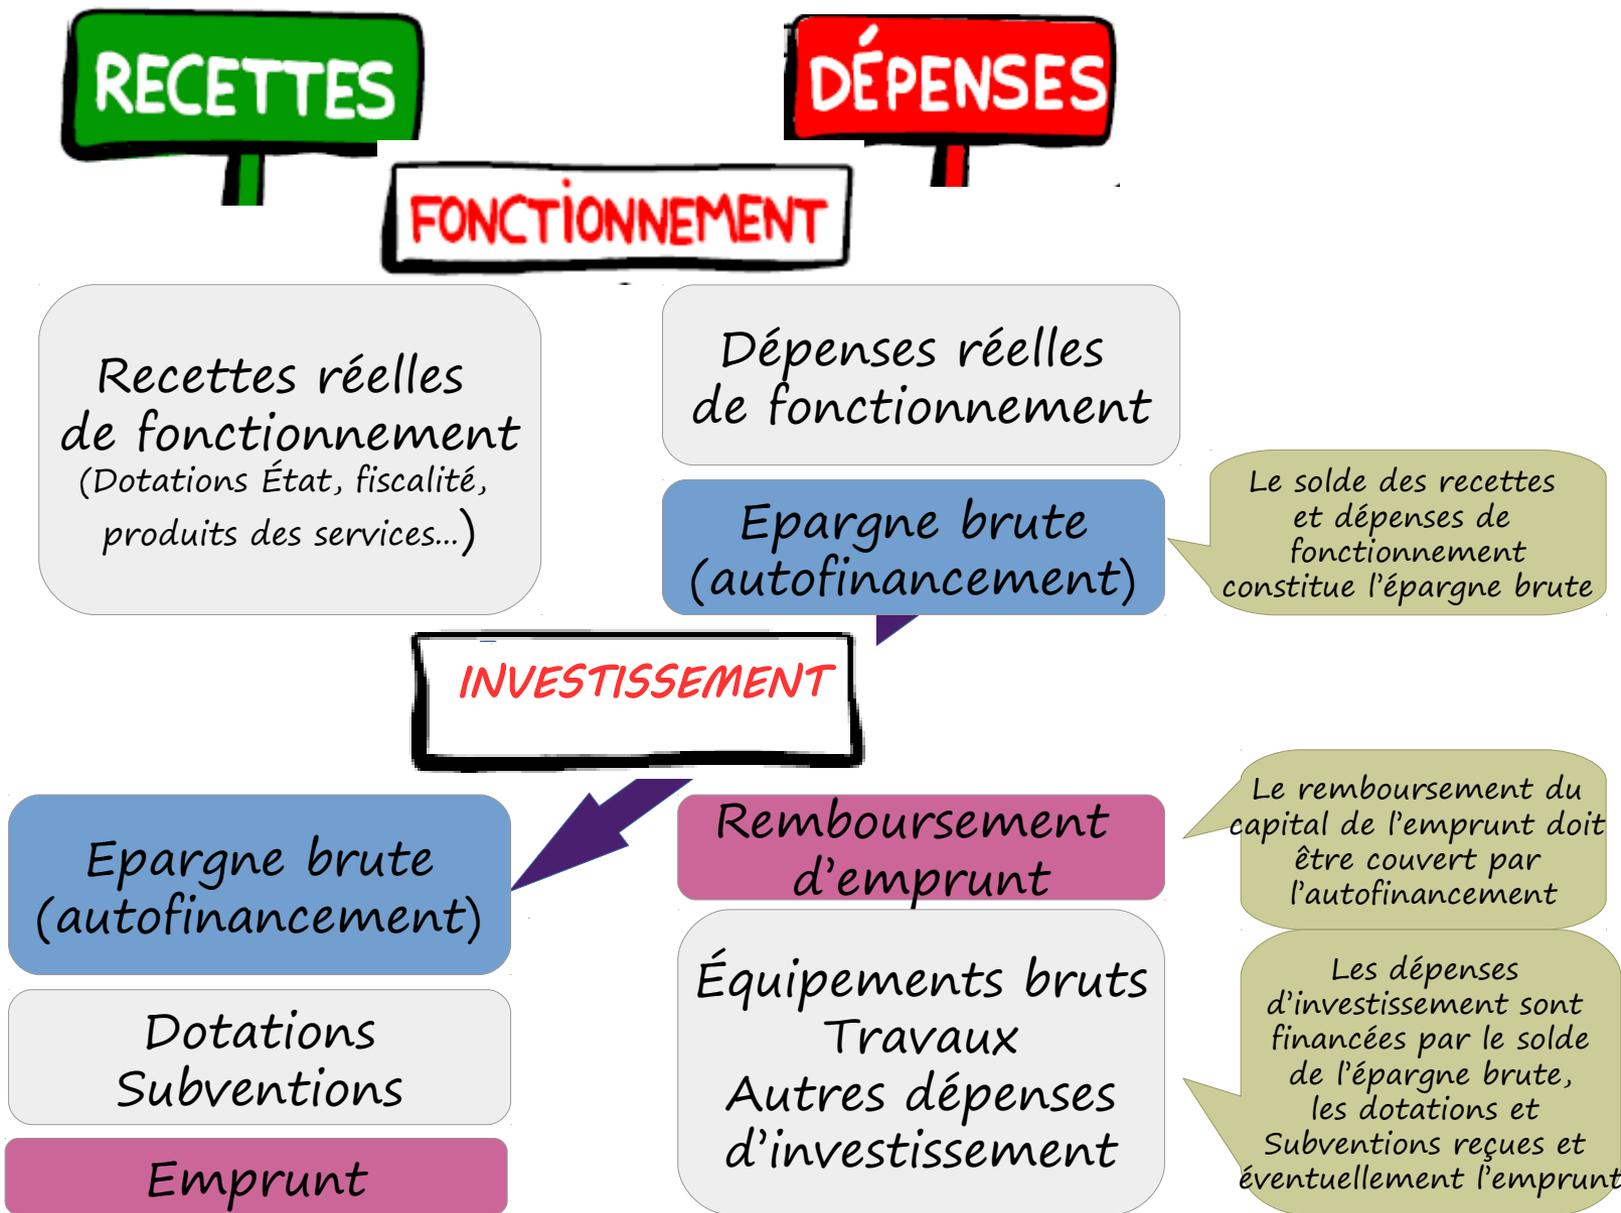 RECETTES
DÉPENSES
FONCTIONNEMENT
Recettes réelles
de fonctionnement
(Dotations État, fiscalité,
produits des services...)
Dépenses réelles
de fonctionnement
Epargne brute
(autofinancement)
Le solde des recettes
et dépenses de
fonctionnement
constitue l'épargne brute
INVESTISSEMENT
Epargne brute
(autofinancement)
Dotations
Subventions
Emprunt
Remboursement
d'emprunt
Équipements bruts
Travaux
Autres dépenses
d'investissement
Le remboursement du
capital de l'emprunt doit
être couvert par
l'autofinancement
Les dépenses
d'investissement sont
financées par le solde
de l'épargne brute,
les dotations et
Subventions reçues et
éventuellement l'emprunt